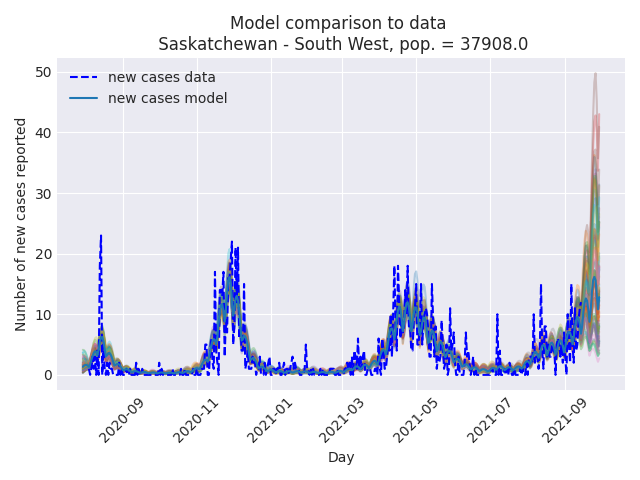 Model comparison to data
Saskatchewan - South West, pop. = 37908.0
new cases data
new cases model
Number of new cases reported
50
40
30
20
10
0
2020-09
2020-11
2021-01
2021-03
2021-05
2021-07
2021-09
Day